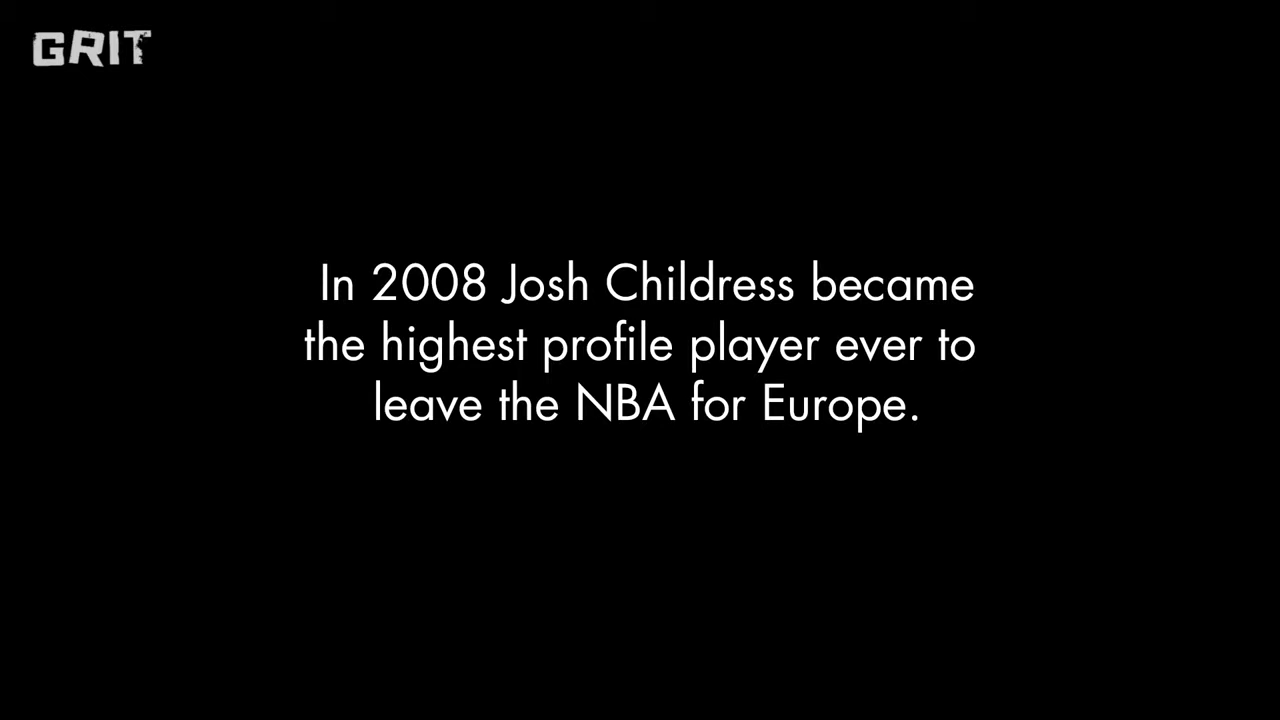 GRIT
In 2008 Josh Childress became
the highest profile player ever to
leave the NBA for Europe.